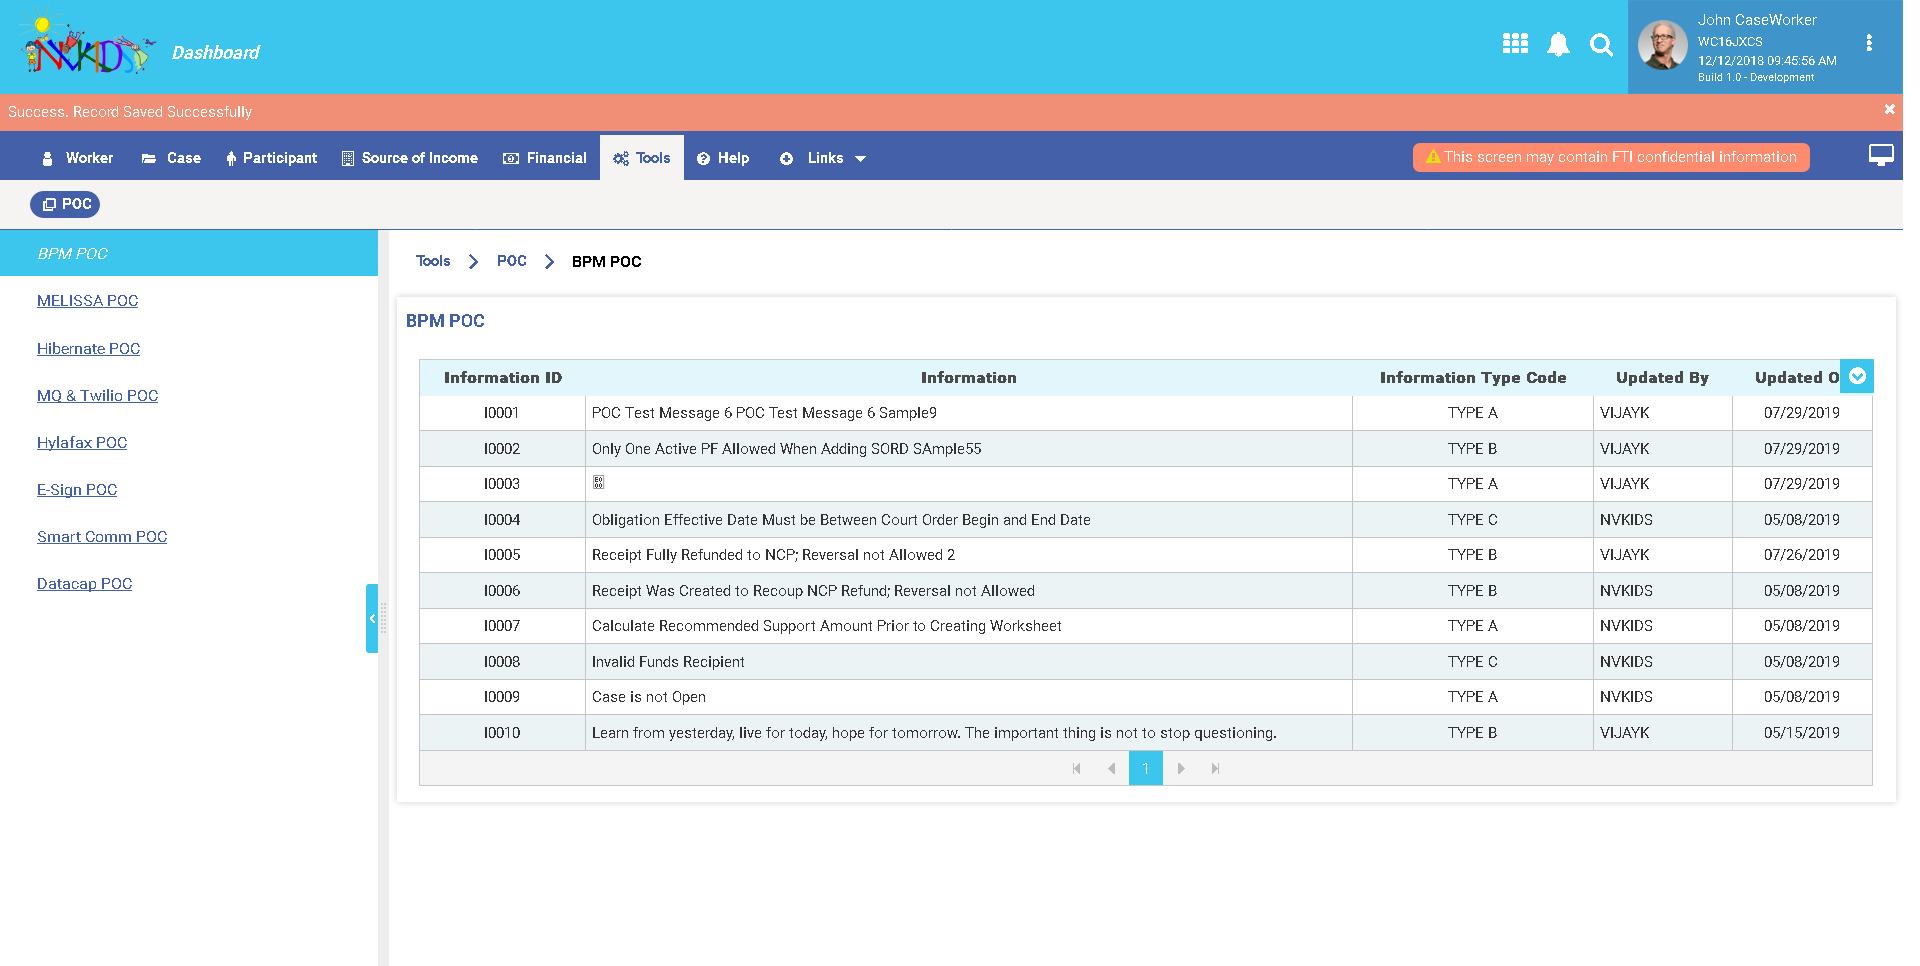 NVKIDS
Dashboard
John CaseWorker
WC16JXCS
12/12/2018 09:45:56 AM
Build 1.0 - Development
Success. Record Saved Successfully
Worker Case Participant Source of Income Financial Tools Help Links This screen may contain FTI confidential information
POC
BPM POC
MELISSA POC
Hibernate POC
MQ & Twilio POC
Hylafax POC
E-Sign POC
Smart Comm POC
Datacap POC
Tools POC BPM POC
BPM POC
Information ID Information Information Type Code Updated By Updated O
I0001 POC Test Message 6 POC Test Message 6 Sample9 TYPE A VIJAYK 07/29/2019
I0002 Only One Active PF Allowed When Adding SORD SAmple55 TYPE B VIJAYK 07/29/2019
I0003 TYPE A VIJAYK 07/29/2019
I0004 Obligation Effective Date Must be Between Court Order Begin and End Date TYPE C NVKIDS 05/08/2019
I0005 Receipt Fully Refunded to NCP; Reversal not Allowed 2 TYPE B VIJAYK 07/26/2019
I0006 Receipt Was Created to Recoup NCP Refund; Reversal not Allowed TYPE B NVKIDS 05/08/2019
I0007 Calculate Recommended Support Amount Prior to Creating Worksheet TYPE A NVKIDS 05/08/2019
I0008 Invalid Funds Recipient TYPE C NVKIDS 05/08/2019
I0009 Case is not Open TYPE A NVKIDS 05/08/2019
I0010 Learn from yesterday, live for today, hope for tomorrow. The important thing is not to stop questioning. TYPE B VIJAYK 05/15/2019
1